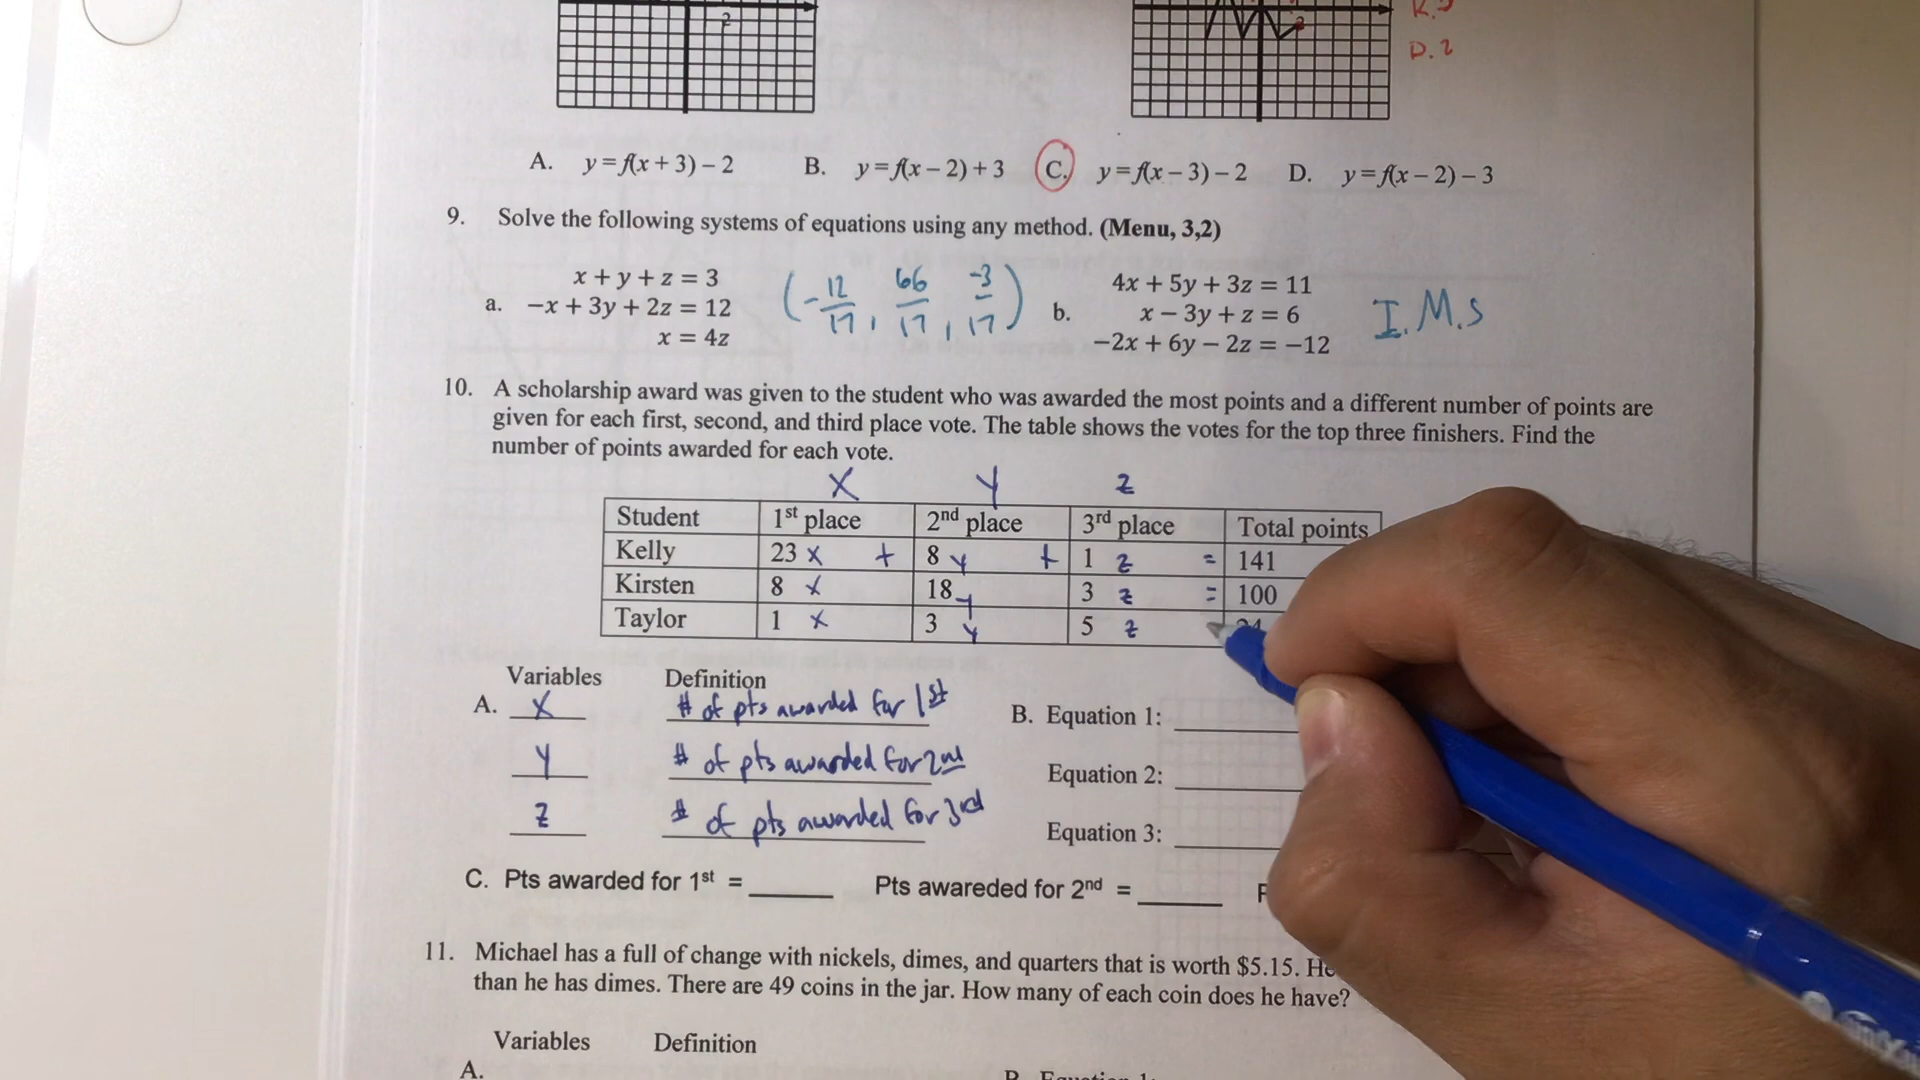 2
2
R.3
D.2
A. y=f(x+3)−2 B. y=f(x−2)+3 C. y=f(x−3)−2 D. y=f(x−2)−3
9. Solve the following systems of equations using any method. (Menu, 3,2)
a. x + y + z = 3
−x + 3y + 2z = 12
x = 4z
(-12/17, 66/17, -3/17)
b. 4x + 5y + 3z = 11
x − 3y + z = 6
−2x + 6y − 2z = −12
I.M.S
10. A scholarship award was given to the student who was awarded the most points and a different number of points are
given for each first, second, and third place vote. The table shows the votes for the top three finishers. Find the
number of points awarded for each vote.
X Y Z
Student 1st place 2nd place 3rd place Total points
Kelly 23 x + 8 y + 1 z = 141
Kirsten 8 x 18 y 3 z = 100
Taylor 1 x 3 y 5 z
Variables Definition
A. X # of pts awarded for 1st
Y # of pts awarded for 2nd
Z # of pts awarded for 3rd
B. Equation 1:
Equation 2:
Equation 3:
C. Pts awarded for 1st = Pts awareded for 2nd =
11. Michael has a full of change with nickels, dimes, and quarters that is worth $5.15. He
than he has dimes. There are 49 coins in the jar. How many of each coin does he have?
Variables Definition
A.